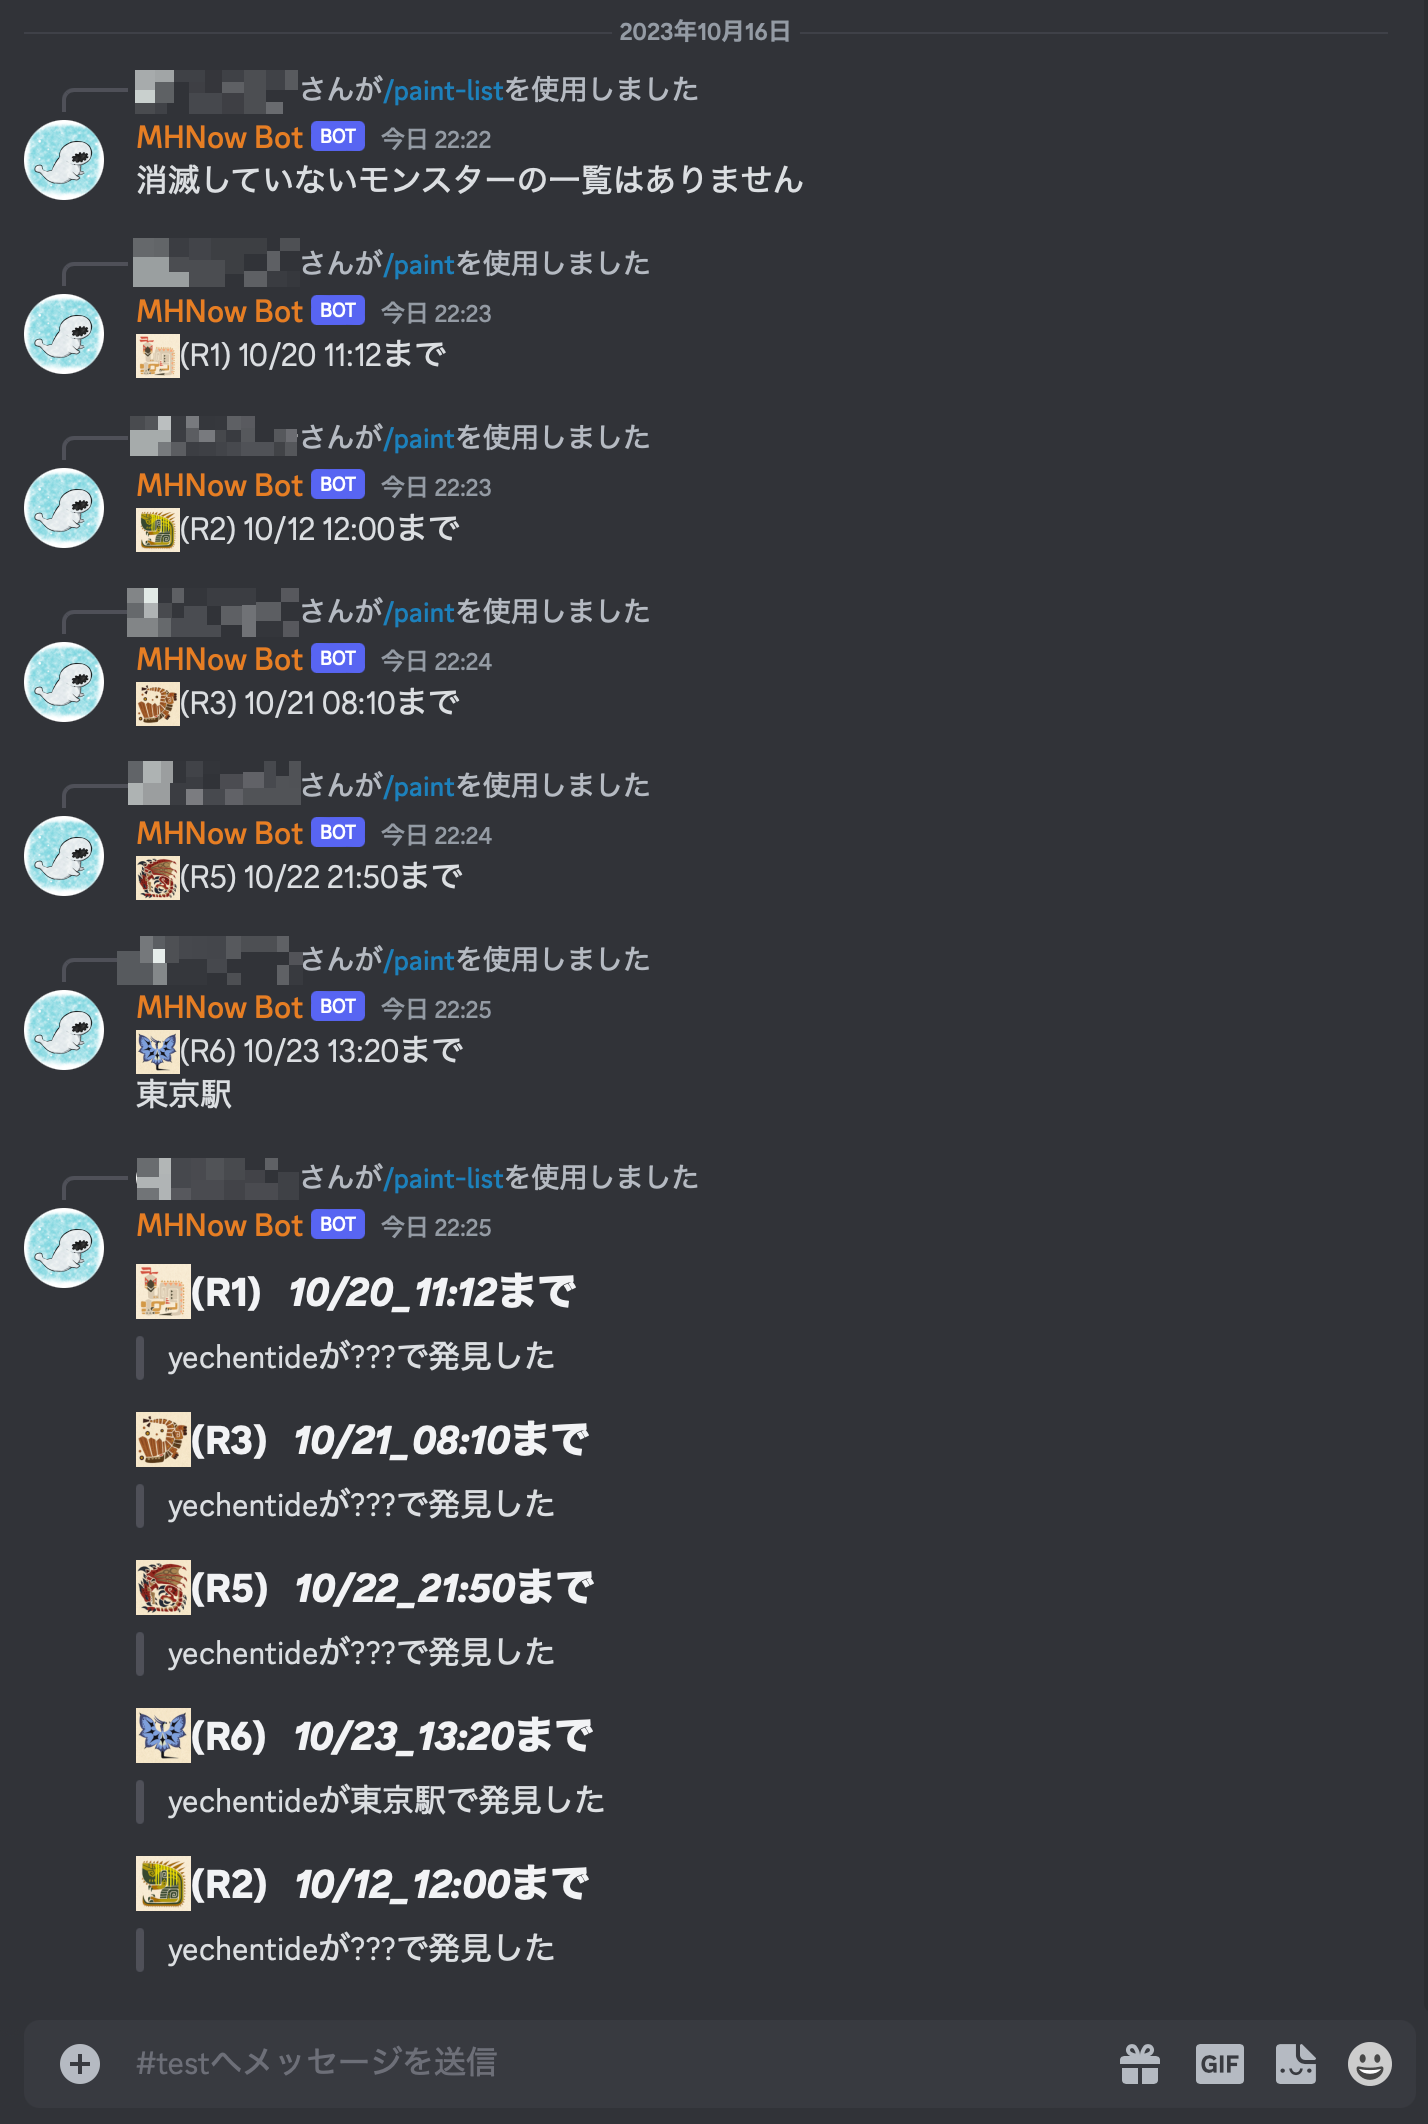 2023年10月16日
さんが/paint-listを使用しました
MHNow Bot BOT 今日 22:22
消滅していないモンスターの一覧はありません
さんが/paintを使用しました
MHNow Bot BOT 今日 22:23
(R1) 10/20 11:12まで
さんが/paintを使用しました
MHNow Bot BOT 今日 22:23
(R2) 10/12 12:00まで
さんが/paintを使用しました
MHNow Bot BOT 今日 22:24
(R3) 10/21 08:10まで
さんが/paintを使用しました
MHNow Bot BOT 今日 22:24
(R5) 10/22 21:50まで
さんが/paintを使用しました
MHNow Bot BOT 今日 22:25
(R6) 10/23 13:20まで
東京駅
さんが/paint-listを使用しました
MHNow Bot BOT 今日 22:25
(R1) 10/20_11:12まで
yechentideが???で発見した
(R3) 10/21_08:10まで
yechentideが???で発見した
(R5) 10/22_21:50まで
yechentideが???で発見した
(R6) 10/23_13:20まで
yechentideが東京駅で発見した
(R2) 10/12_12:00まで
yechentideが???で発見した
#testへメッセージを送信
GIF